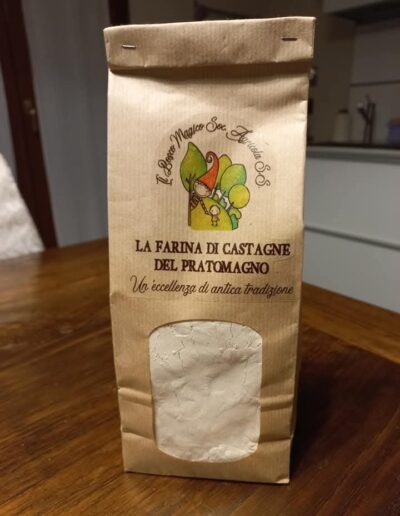 Il Bosco Magico Soc. Agricola S.S.
LA FARINA DI CASTAGNE
DEL PRATOMAGNO
Un'eccellenza di antica tradizione